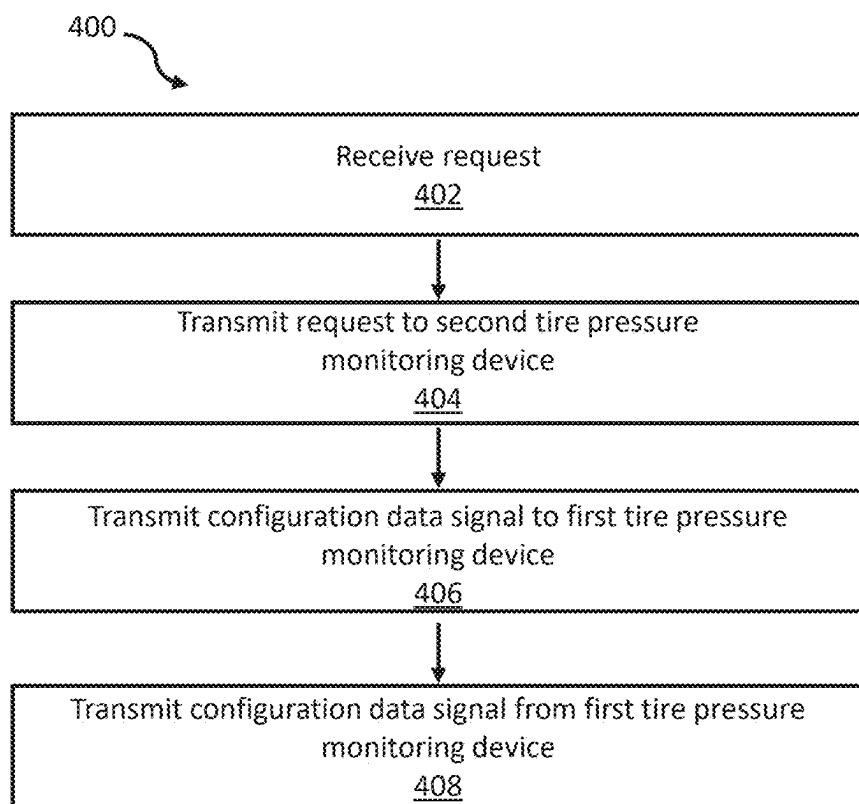 400
Receive request
402
Transmit request to second tire pressure
monitoring device
404
Transmit configuration data signal to first tire pressure
monitoring device
406
Transmit configuration data signal from first tire pressure
monitoring device
408